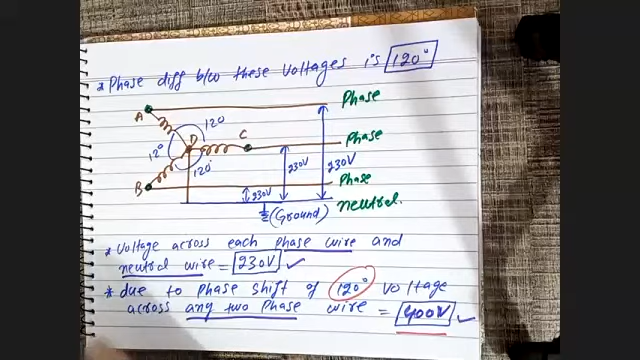 * Phase diff b/w these Voltages is 120°
A
Phase
120
D
C
Phase
12°
120°
230V
230V
B
230V
Phase
(Ground)
neutral.
* Voltage across each phase wire and
neutral wire = 230V ✓
* due to phase shift of 120° voltage
across any two phase wire = 400V ✓